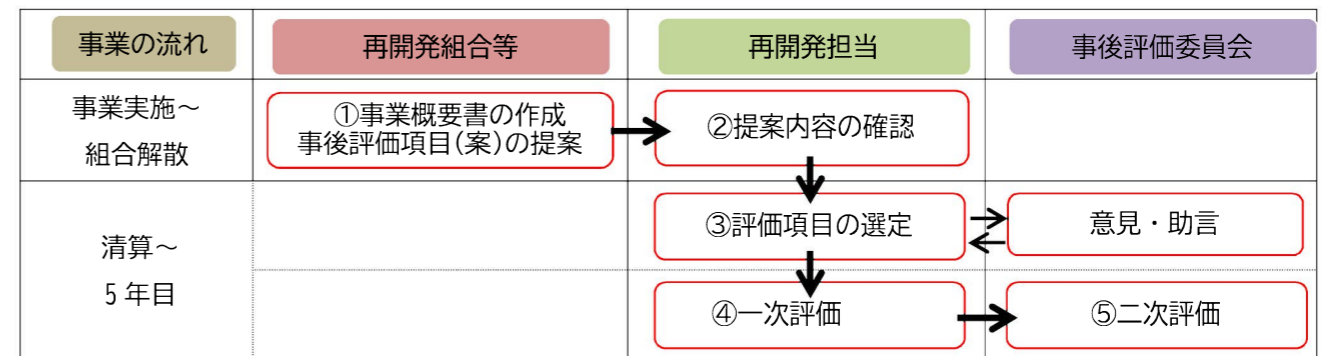 事業の流れ
再開発組合等
再開発担当
事後評価委員会
事業実施～
組合解散
①事業概要書の作成
事後評価項目(案)の提案
②提案内容の確認
清算～
5年目
③評価項目の選定
意見・助言
④一次評価
⑤二次評価